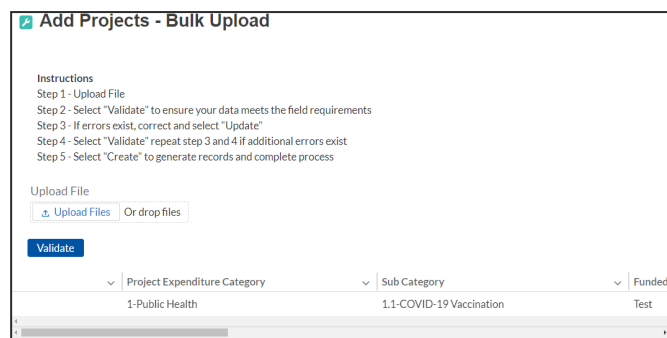 Add Projects - Bulk Upload
Instructions
Step 1 - Upload File
Step 2 - Select "Validate" to ensure your data meets the field requirements
Step 3 - If errors exist, correct and select "Update"
Step 4 - Select "Validate" repeat step 3 and 4 if additional errors exist
Step 5 - Select "Create" to generate records and complete process
Upload File
Upload Files Or drop files
Validate
Project Expenditure Category Sub Category Funded
1-Public Health 1.1-COVID-19 Vaccination Test